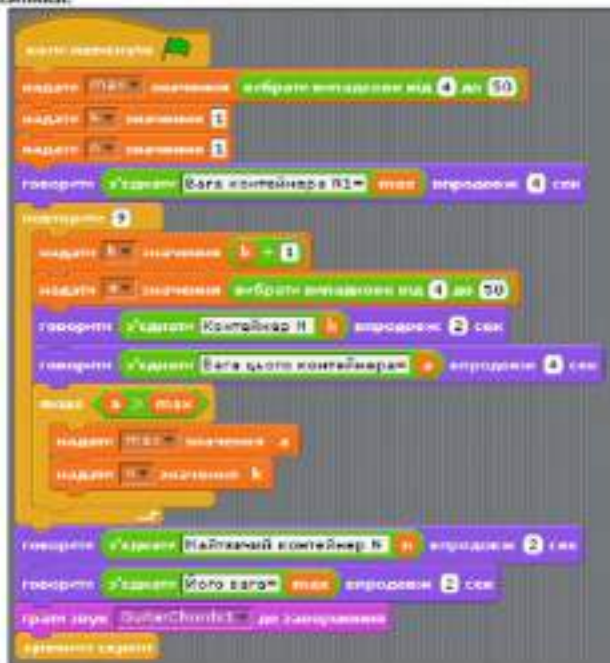 коли натиснуто
надати max значення вибрати випадкове від 4 до 50
надати k значення 1
надати n значення 1
говорити з'єднати Вага контейнера N1= max впродовж 4 сек
повторити 9
надати k значення k + 1
надати a значення вибрати випадкове від 4 до 50
говорити з'єднати Контейнер N k впродовж 2 сек
говорити з'єднати Вага цього контейнера= a впродовж 4 сек
якщо a > max
надати max значення a
надати n значення k
говорити з'єднати Найтяжчий контейнер N n впродовж 2 сек
говорити з'єднати Його вага= max впродовж 2 сек
грати звук GuitarChords1 до завершення